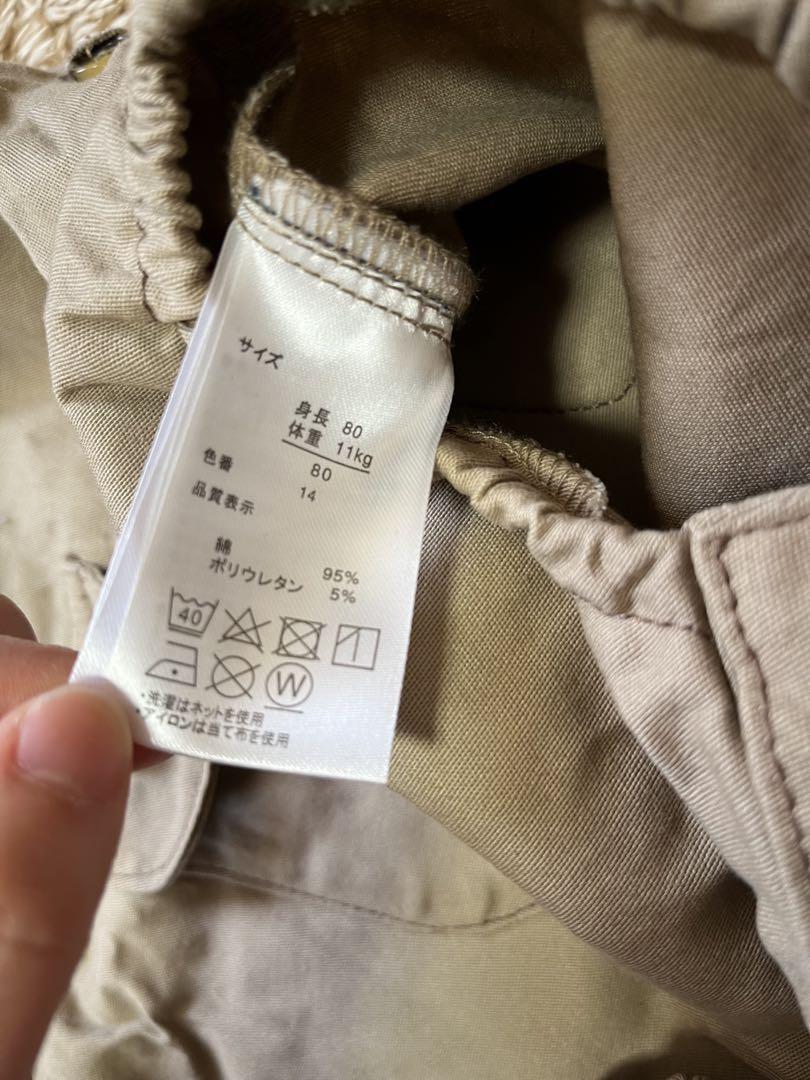 サイズ
身長 80
体重 11kg
80
色番 14
品質表示
綿 95%
ポリウレタン 5%
40
W
・洗濯はネットを使用
・アイロンは当て布を使用